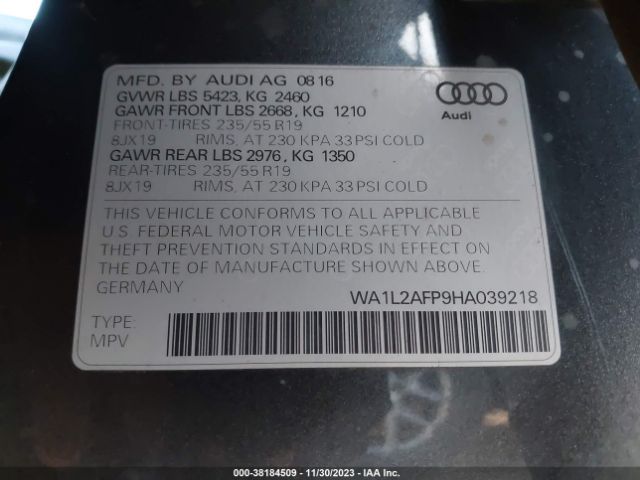 MFD. BY AUDI AG 08 16
GVWR LBS 5423, KG 2460
GAWR FRONT LBS 2668, KG 1210
FRONT-TIRES 235/55 R19
8JX19 RIMS, AT 230 KPA 33 PSI COLD
GAWR REAR LBS 2976, KG 1350
REAR-TIRES 235/55 R19
8JX19 RIMS, AT 230 KPA 33 PSI COLD
Audi
THIS VEHICLE CONFORMS TO ALL APPLICABLE
U.S. FEDERAL MOTOR VEHICLE SAFETY AND
THEFT PREVENTION STANDARDS IN EFFECT ON
THE DATE OF MANUFACTURE SHOWN ABOVE.
GERMANY
WA1L2AFP9HA039218
TYPE:
MPV
000-38184509 - 11/30/2023 - IAA Inc.